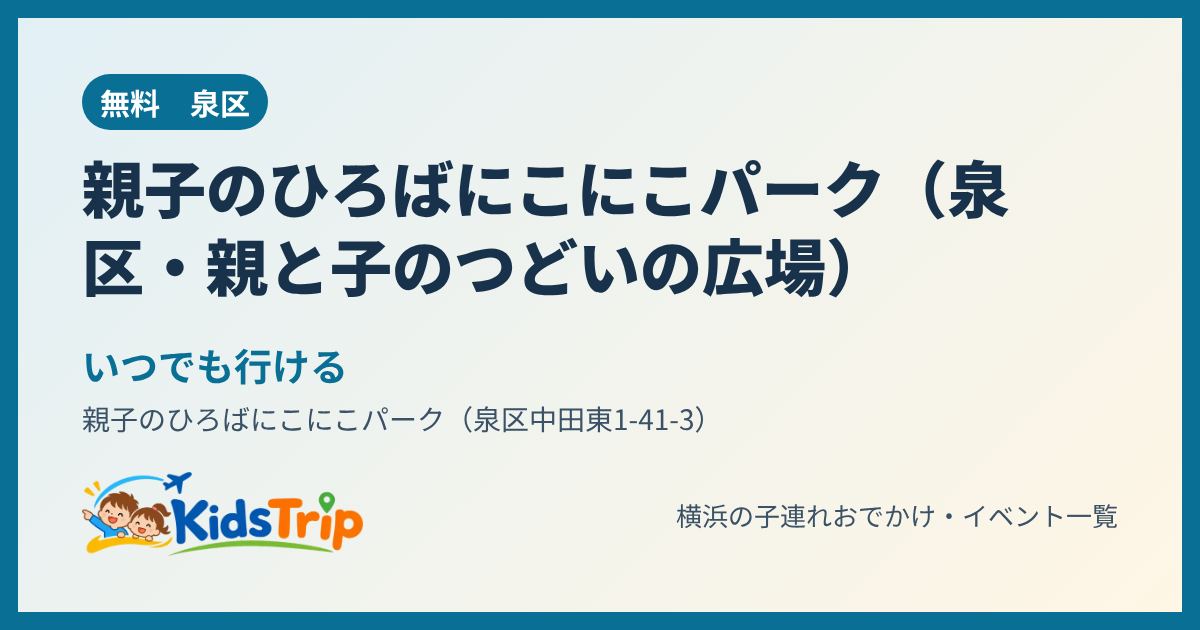 無料　泉区
親子のひろばにこにこパーク（泉
区・親と子のつどいの広場）
いつでも行ける
親子のひろばにこにこパーク（泉区中田東1-41-3）
KidsTrip
横浜の子連れおでかけ・イベント一覧